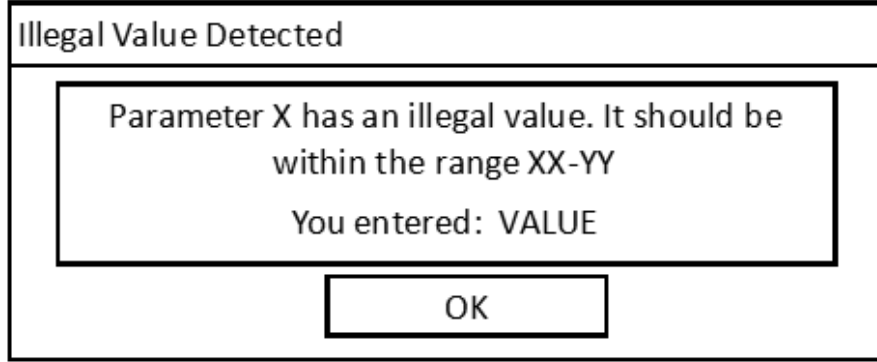 Illegal Value Detected
Parameter X has an illegal value. It should be
within the range XX-YY
You entered: VALUE
OK